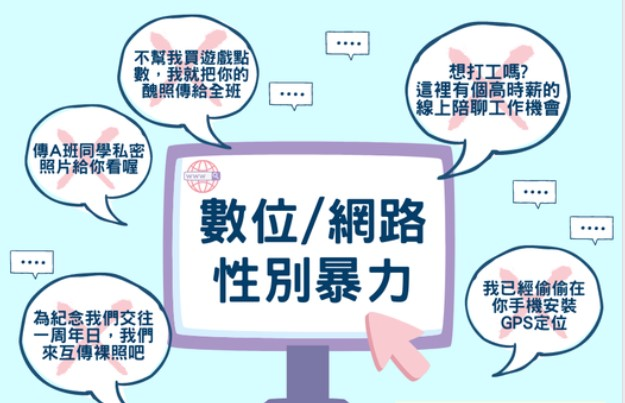 不幫我買遊戲點
數，我就把你的
醜照傳給全班
想打工嗎?
這裡有個高時薪的
線上陪聊工作機會
傳A班同學私密
照片給你看喔
www
數位/網路
性別暴力
我已經偷偷在
你手機安裝
GPS定位
為紀念我們交往
一周年日，我們
來互傳裸照吧